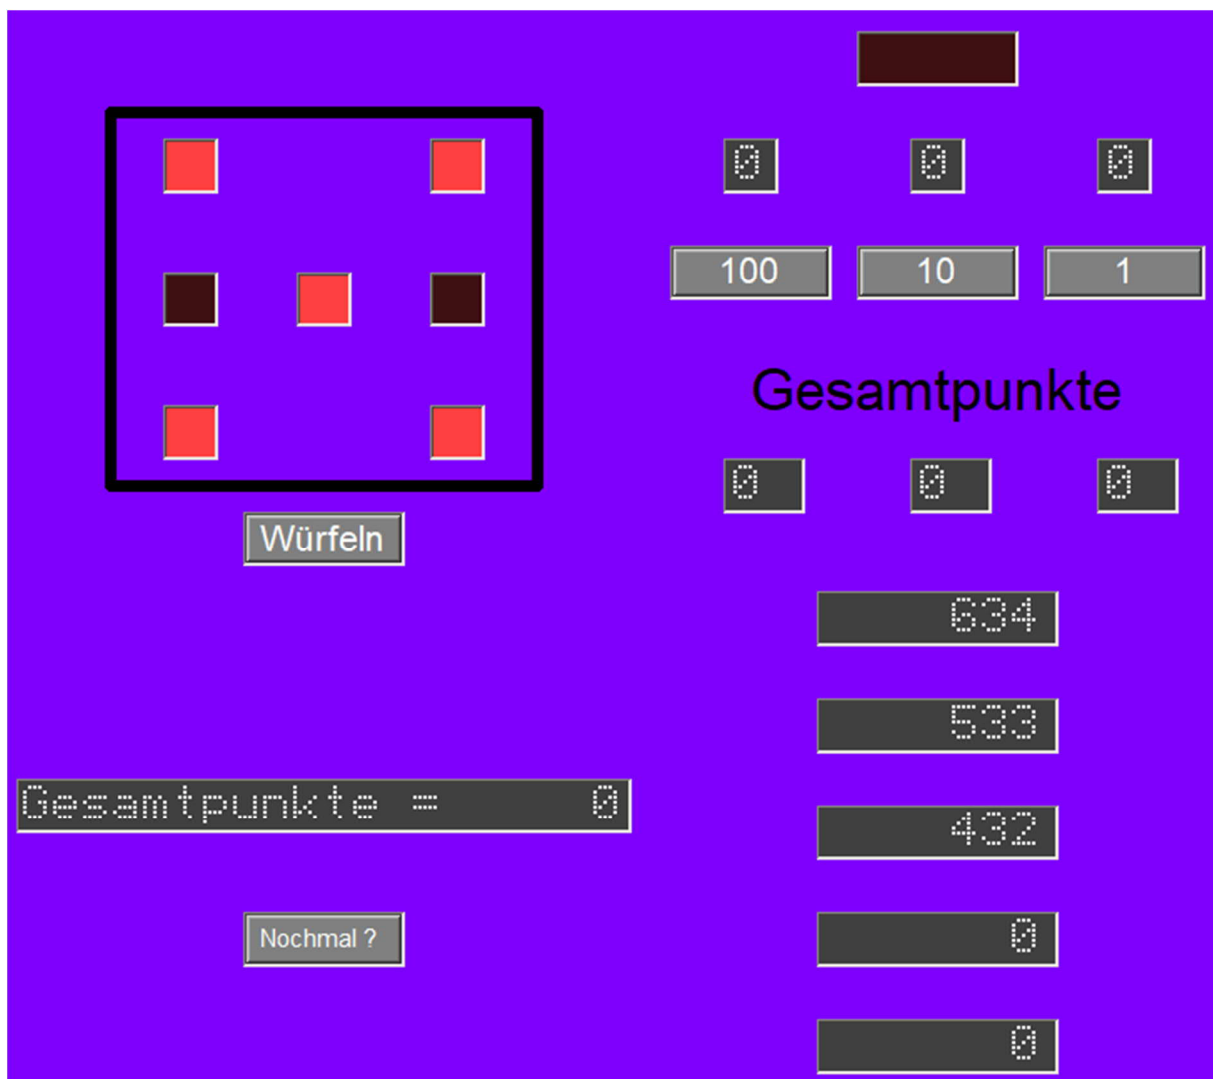 0 0 0
100 10 1
Gesamtpunkte
0 0 0
Würfeln
634
533
Gesamtpunkte = 0
432
Nochmal ?
0
0